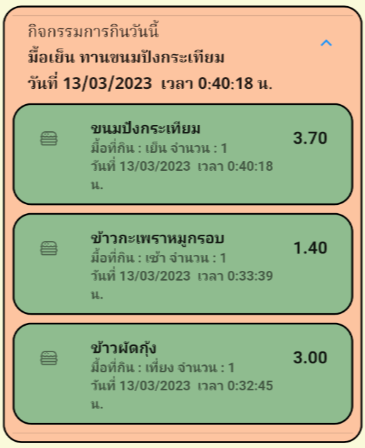 กิจกรรมการกินวันนี้
มื้อเย็น ทานขนมปังกระเทียม
วันที่ 13/03/2023 เวลา 0:40:18 น.
ขนมปังกระเทียม 3.70
มื้อที่กิน : เย็น จำนวน : 1
วันที่ 13/03/2023 เวลา 0:40:18
น.
ข้าวกะเพราหมูกรอบ 1.40
มื้อที่กิน : เช้า จำนวน : 1
วันที่ 13/03/2023 เวลา 0:33:39
น.
ข้าวผัดกุ้ง 3.00
มื้อที่กิน : เที่ยง จำนวน : 1
วันที่ 13/03/2023 เวลา 0:32:45
น.